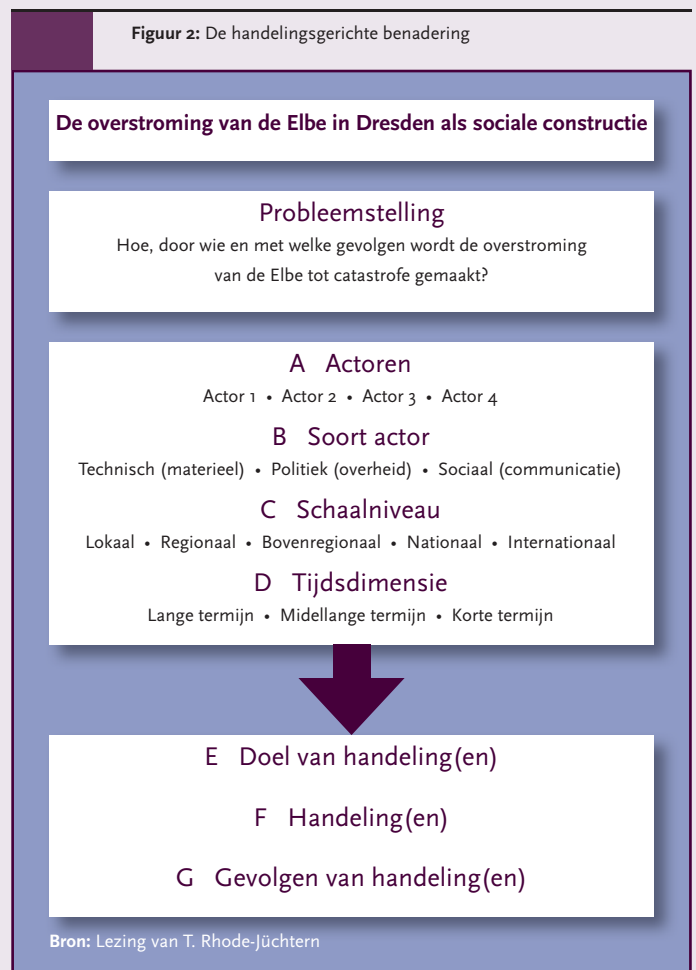 Figuur 2: De handelingsgerichte benadering
De overstroming van de Elbe in Dresden als sociale constructie
Probleemstelling
Hoe, door wie en met welke gevolgen wordt de overstroming
van de Elbe tot catastrofe gemaakt?
A Actoren
Actor 1 • Actor 2 • Actor 3 • Actor 4
B Soort actor
Technisch (materieel) • Politiek (overheid) • Sociaal (communicatie)
C Schaalniveau
Lokaal • Regionaal • Bovenregionaal • Nationaal • Internationaal
D Tijdsdimensie
Lange termijn • Midellange termijn • Korte termijn
E Doel van handeling(en)
F Handeling(en)
G Gevolgen van handeling(en)
Bron: Lezing van T. Rhode-Jüchtern